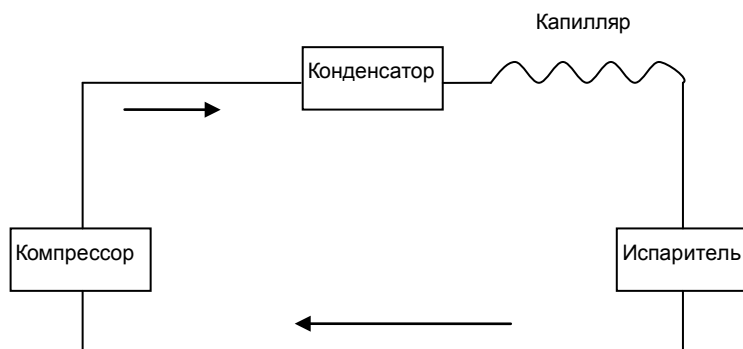 Капилляр
Конденсатор
Компрессор
Испаритель